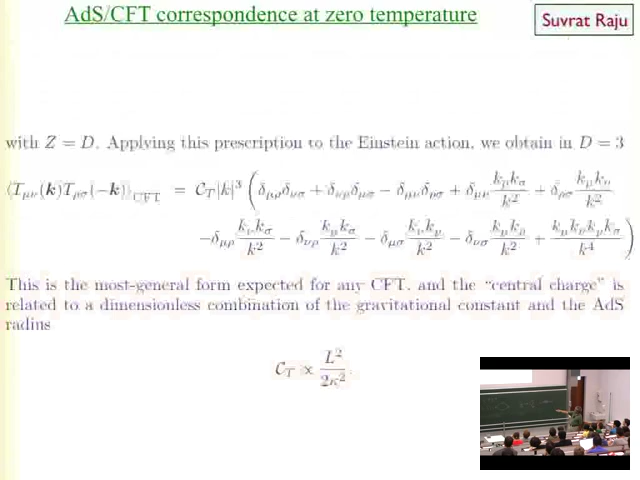 AdS/CFT correspondence at zero temperature
Suvrat Raju
with Z = D. Applying this prescription to the Einstein action, we obtain in D = 3
⟨T_{μν}(k)T_{ρσ}(−k)⟩_{CFT} = C_T|k|^3 ( δ_{μρ}δ_{νσ} + δ_{νρ}δ_{μσ} − δ_{μν}δ_{ρσ} + δ_{μν} k_ρk_σ/k^2 + δ_{ρσ} k_μk_ν/k^2
−δ_{μρ} k_νk_σ/k^2 − δ_{νρ} k_μk_σ/k^2 − δ_{μσ} k_νk_ρ/k^2 − δ_{νσ} k_μk_ρ/k^2 + k_μk_νk_ρk_σ/k^4 )
This is the most-general form expected for any CFT, and the "central charge" is
related to a dimensionless combination of the gravitational constant and the AdS
radius
C_T ∝ L^2/2κ^2.